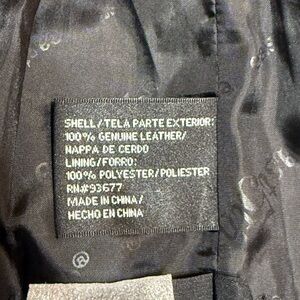 SHELL/TELA PARTE EXTERIOR:
100% GENUINE LEATHER/
NAPPA DE CERDO
LINING/FORRO:
100% POLYESTER/POLIESTER
RN#93677
MADE IN CHINA/
HECHO EN CHINA